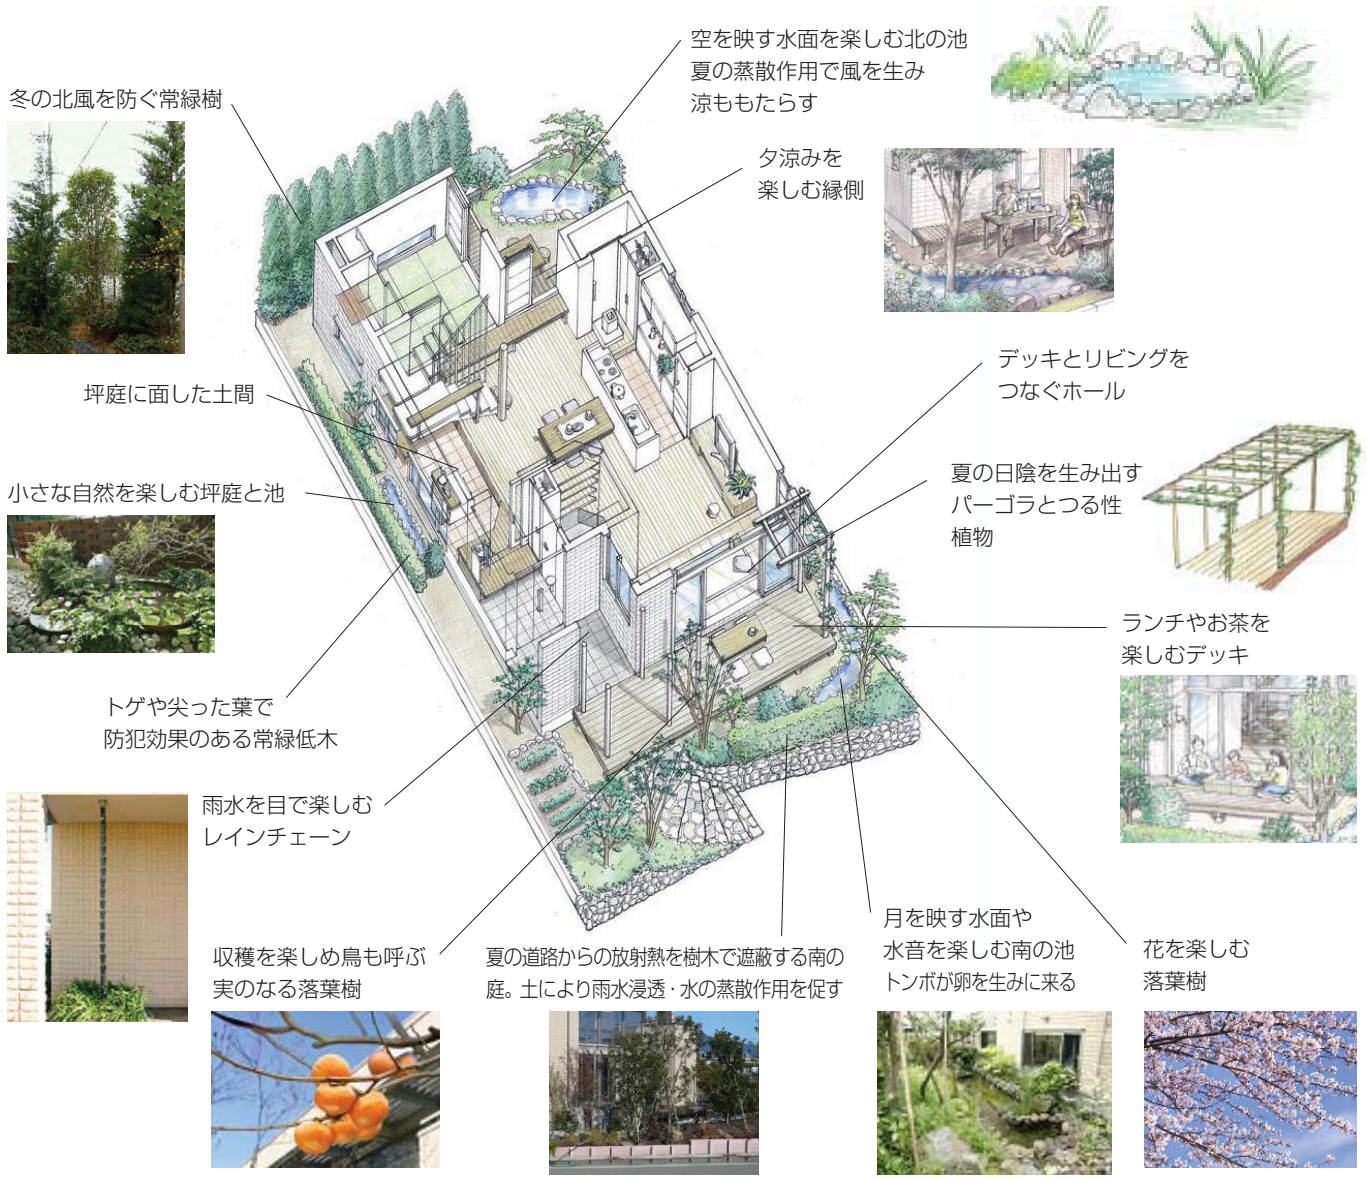 空を映す水面を楽しむ北の池
夏の蒸散作用で風を生み
涼ももたらす
冬の北風を防ぐ常緑樹
夕涼みを
楽しむ縁側
デッキとリビングを
つなぐホール
坪庭に面した土間
夏の日陰を生み出す
パーゴラとつる性
植物
小さな自然を楽しむ坪庭と池
ランチやお茶を
楽しむデッキ
トゲや尖った葉で
防犯効果のある常緑低木
雨水を目で楽しむ
レインチェーン
収穫を楽しめ鳥も呼ぶ
実のなる落葉樹
夏の道路からの放射熱を樹木で遮蔽する南の
庭。土により雨水浸透・水の蒸散作用を促す
月を映す水面や
水音を楽しむ南の池
トンボが卵を生みに来る
花を楽しむ
落葉樹